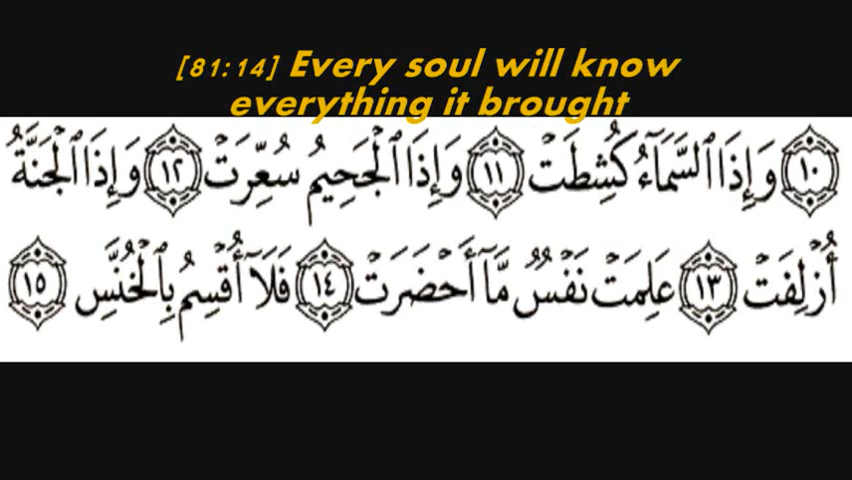 [81:14] Every soul will know
everything it brought
١٠ وَإِذَا ٱلسَّمَآءُ كُشِطَتْ ١١ وَإِذَا ٱلْجَحِيمُ سُعِّرَتْ ١٢ وَإِذَا ٱلْجَنَّةُ
أُزْلِفَتْ ١٣ عَلِمَتْ نَفْسٌ مَّآ أَحْضَرَتْ ١٤ فَلَآ أُقْسِمُ بِٱلْخُنَّسِ ١٥